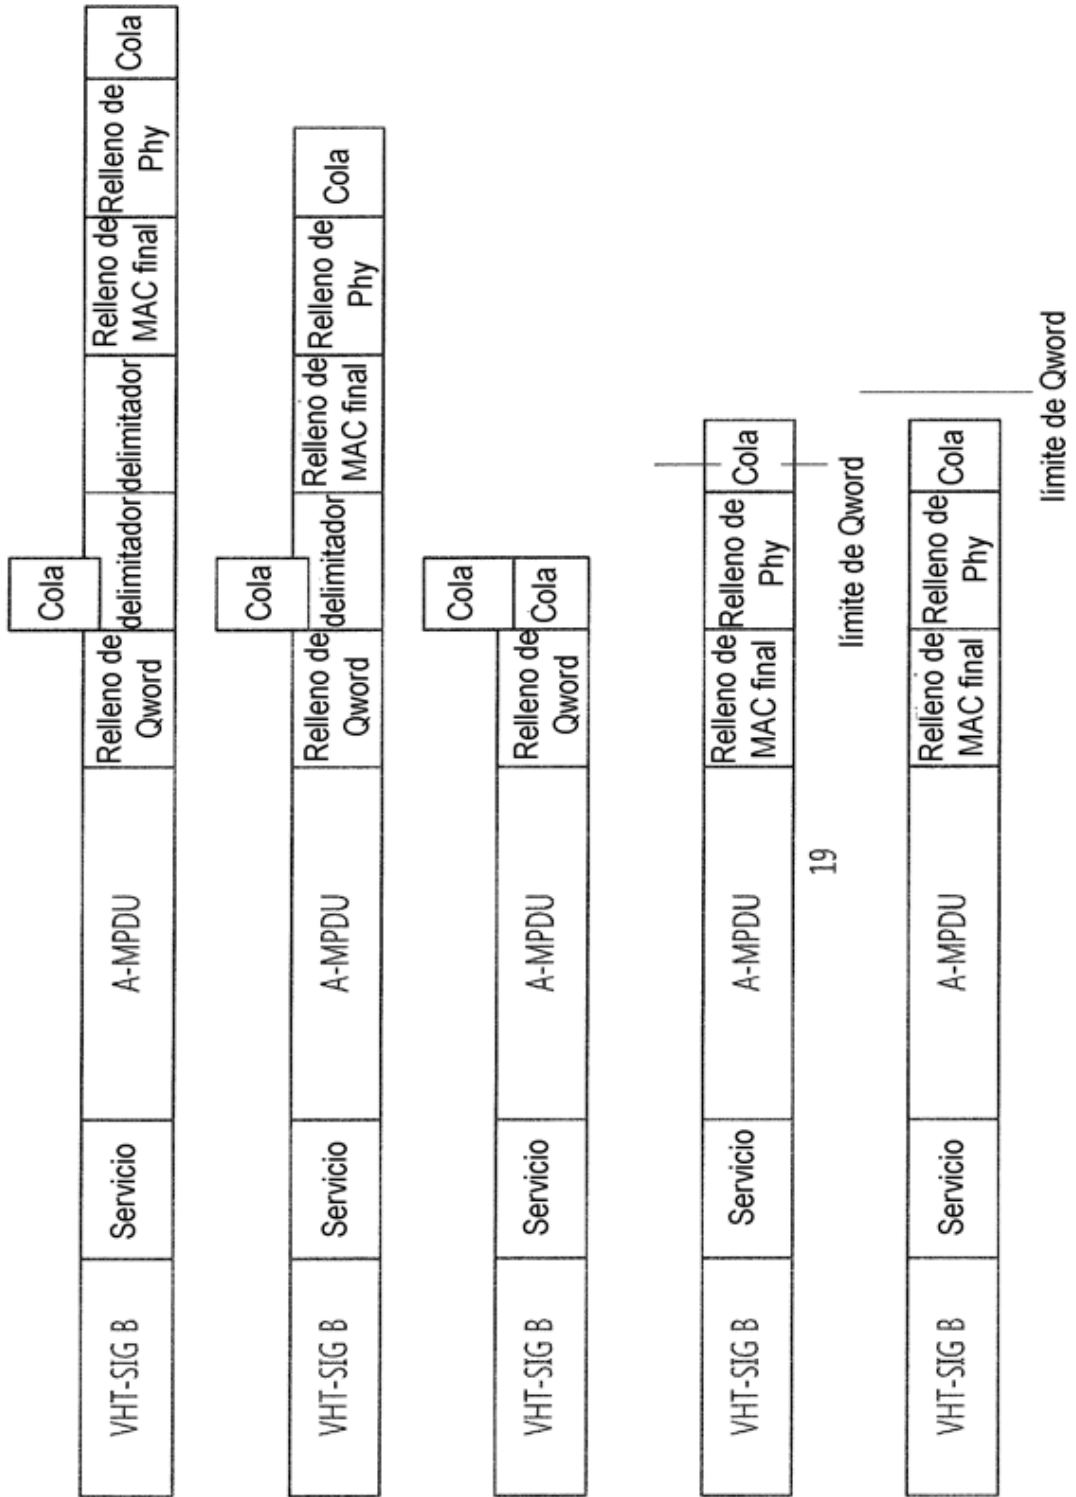 Cola
VHT-SIG B
Servicio
A-MPDU
Relleno de
Qword
delimitador
delimitador
Relleno de
MAC final
Relleno de
Phy
Cola
Cola
VHT-SIG B
Servicio
A-MPDU
Relleno de
Qword
delimitador
Relleno de
MAC final
Relleno de
Phy
Cola
Cola
VHT-SIG B
Servicio
A-MPDU
Relleno de
Qword
Cola
VHT-SIG B
Servicio
A-MPDU
Relleno de
MAC final
Relleno de
Phy
Cola
19
límite de Qword
VHT-SIG B
Servicio
A-MPDU
Relleno de
MAC final
Relleno de
Phy
Cola
límite de Qword